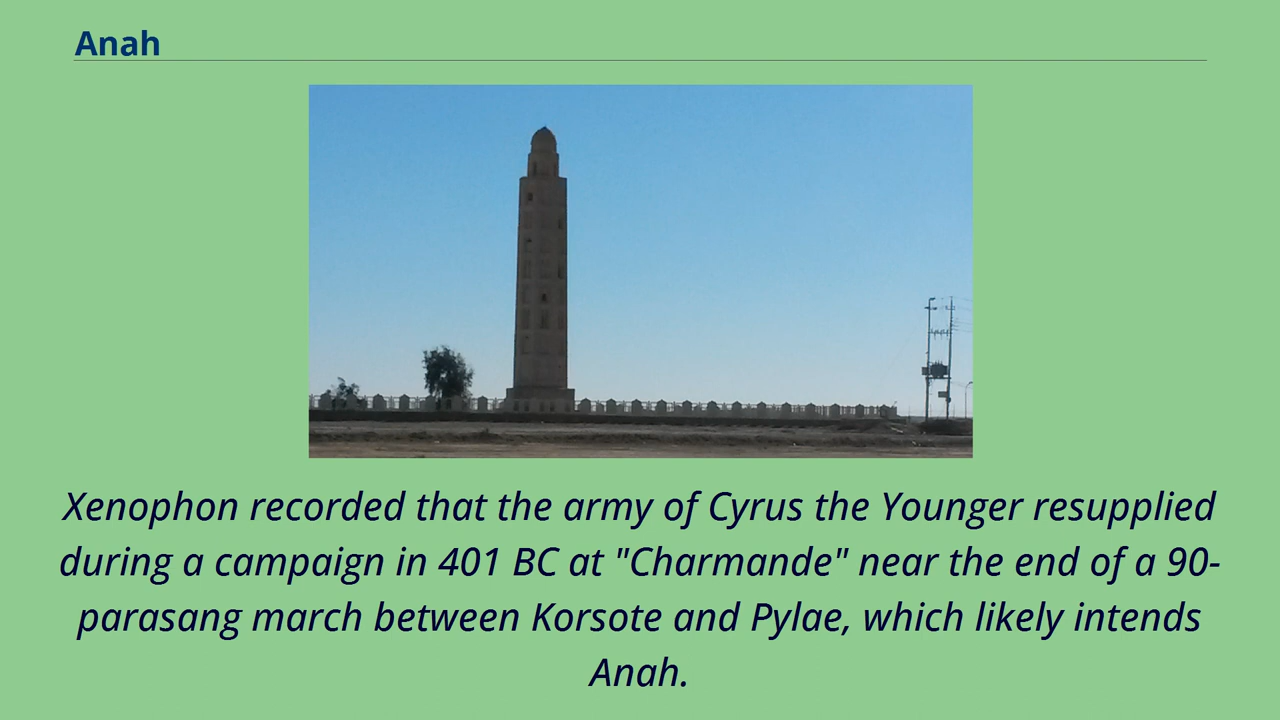 Anah
Xenophon recorded that the army of Cyrus the Younger resupplied
during a campaign in 401 BC at "Charmande" near the end of a 90-
parasang march between Korsote and Pylae, which likely intends
Anah.